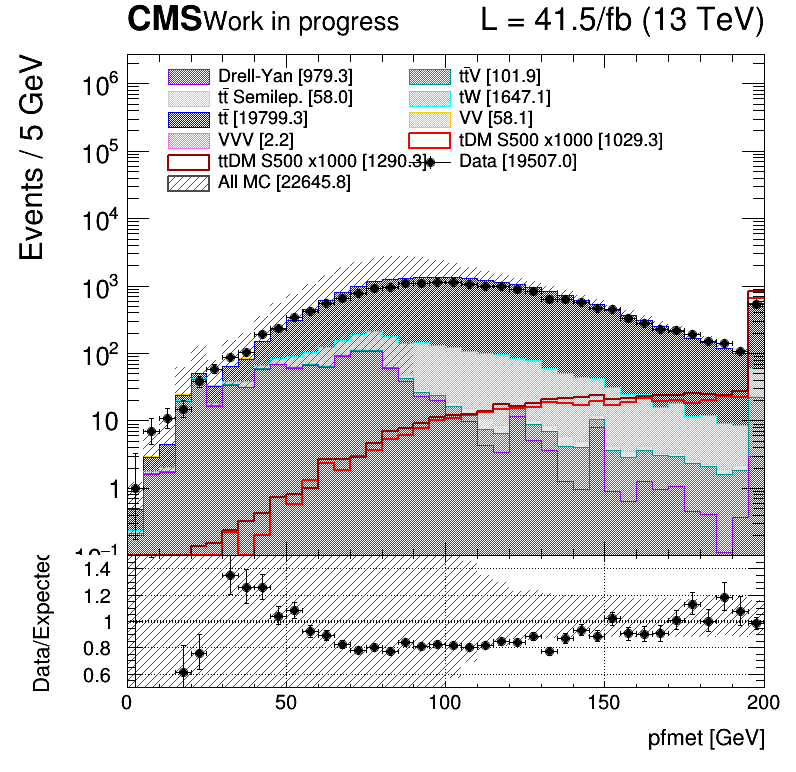 CMS Work in progress L = 41.5/fb (13 TeV)
Events / 5 GeV
Drell-Yan [979.3] tt̄V [101.9]
tt̄ Semilep. [58.0] tW [1647.1]
tt̄ [19799.3] VV [58.1]
VVV [2.2] tDM S500 x1000 [1029.3]
ttDM S500 x1000 [1290.3] Data [19507.0]
All MC [22645.8]
10⁶
10⁵
10⁴
10³
10²
10
1
10⁻¹
Data/Expected
1.4
1.2
1
0.8
0.6
0 50 100 150 200
pfmet [GeV]